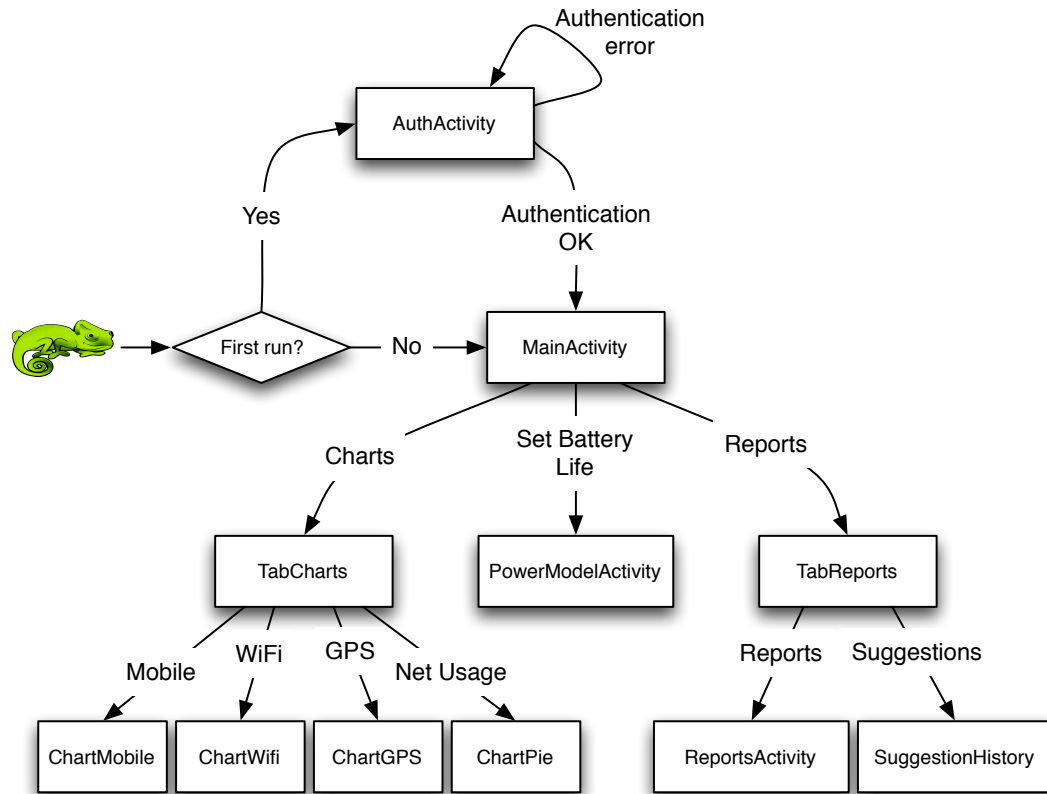 Authentication
error
AuthActivity
Yes
Authentication
OK
First run?
No
MainActivity
Charts
Set Battery
Life
Reports
TabCharts
PowerModelActivity
TabReports
Mobile
WiFi
GPS
Net Usage
Reports
Suggestions
ChartMobile
ChartWifi
ChartGPS
ChartPie
ReportsActivity
SuggestionHistory